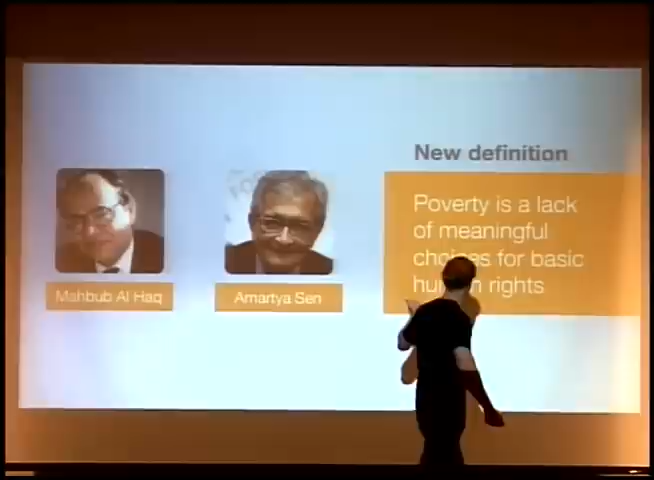 New definition
Poverty is a lack
of meaningful
choices for basic
human rights
Mahbub Al Haq
Amartya Sen